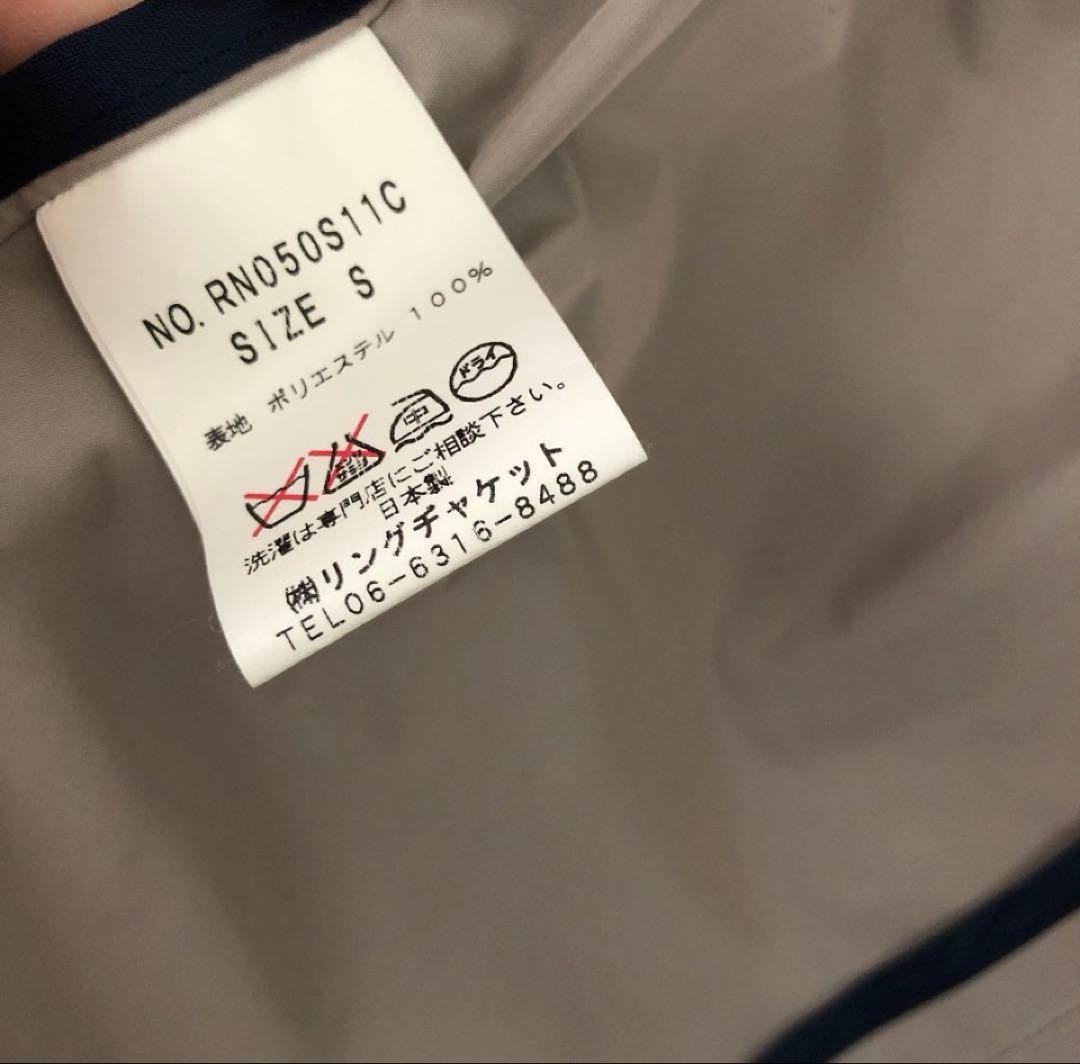 NO. RN050S11C
SIZE S
表地 ポリエステル 100%
中 ドライ
洗濯は専門店にご相談下さい。
日本製
㈱リングヂャケット
TEL06-6316-8488